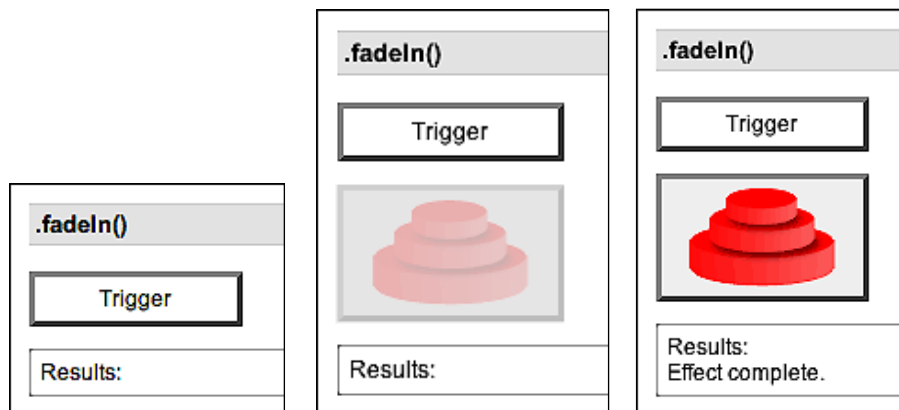 .fadeIn()
Trigger
Results:
.fadeIn()
Trigger
Results:
.fadeIn()
Trigger
Results:
Effect complete.